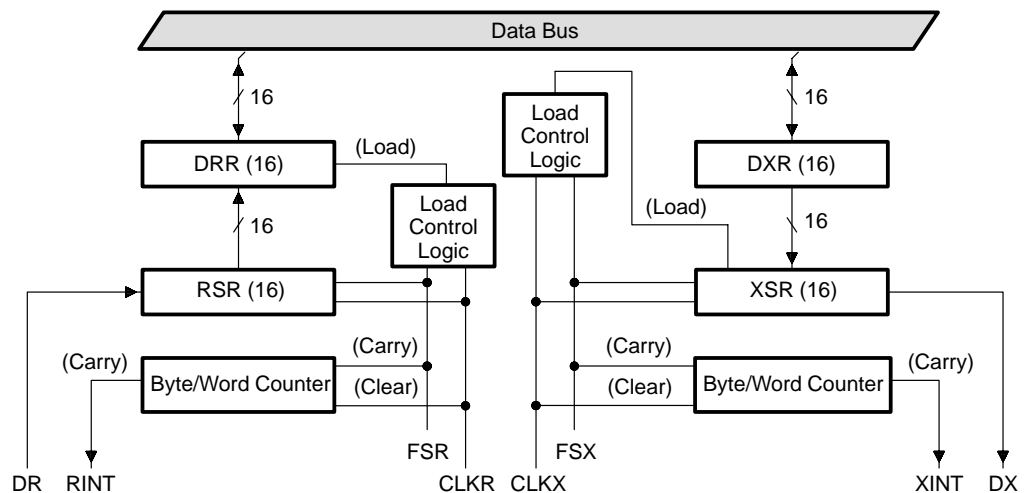 Data Bus
16
16
Load
Control
Logic
DRR (16)
(Load)
DXR (16)
Load
Control
Logic
(Load)
16
16
RSR (16)
XSR (16)
(Carry)
(Carry)
(Carry)
(Carry)
Byte/Word Counter
(Clear)
(Clear)
Byte/Word Counter
FSR
FSX
DR
RINT
CLKR
CLKX
XINT
DX